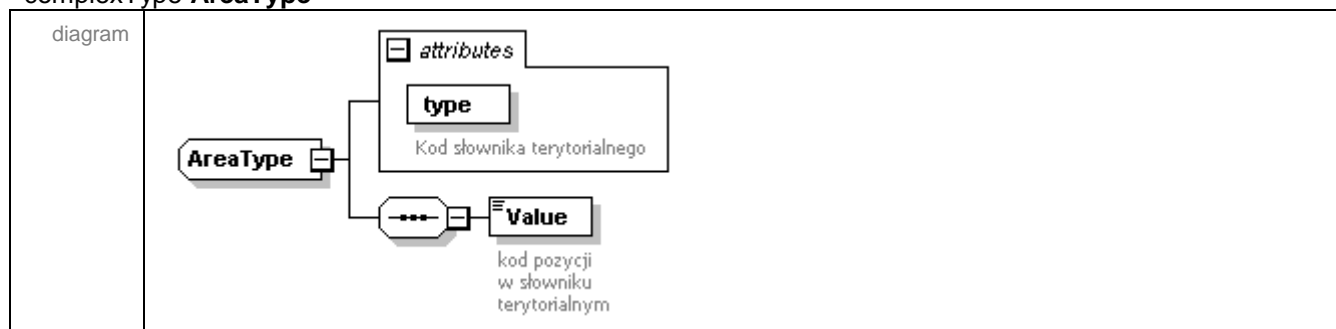 complexType AreaType
diagram
attributes
type
Kod słownika terytorialnego
AreaType
Value
kod pozycji
w słowniku
terytorialnym